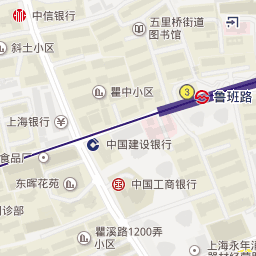 中信银行
五里桥街道
图书馆
斜土小区
瞿中小区
3
鲁班路
上海银行
中国建设银行
食品厂
东晖花苑
中国工商银行
门诊部
瞿溪路1200弄
小区
上海永年